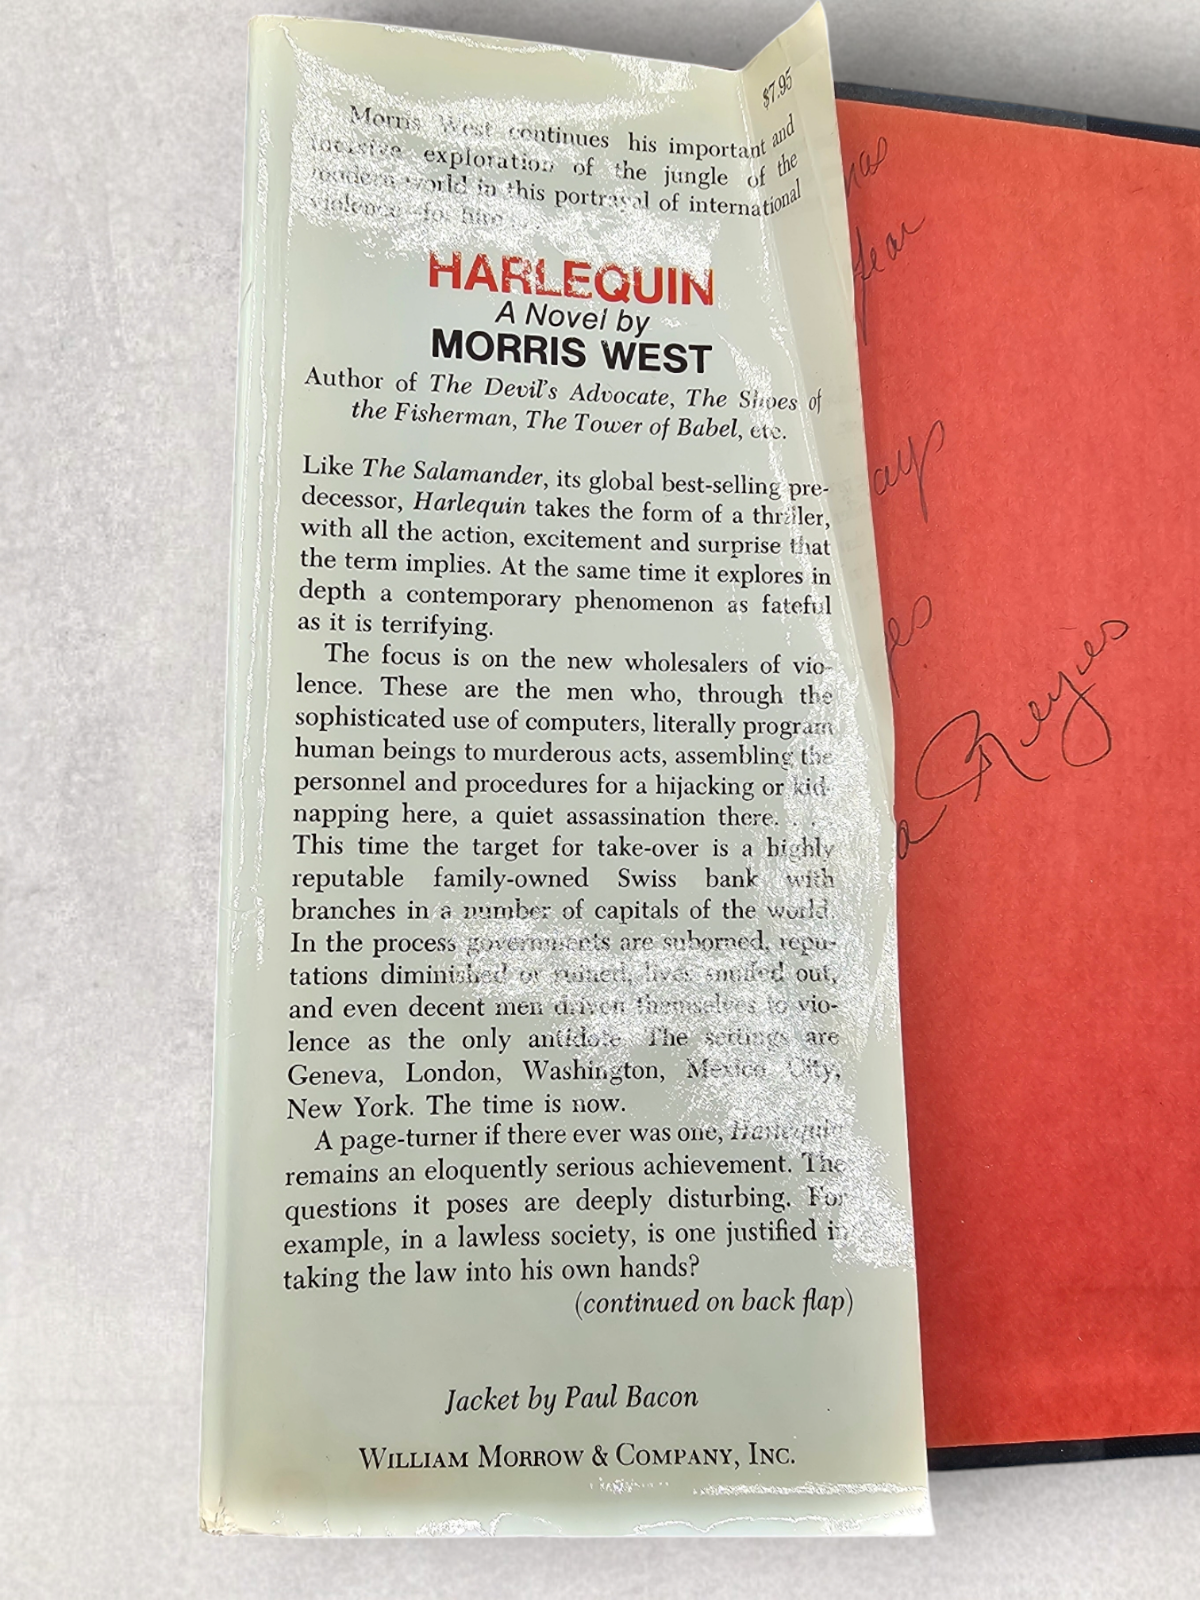 $7.95
Morris West continues his important and
incisive exploration of the jungle of the
modern world in this portrayal of international
violence
HARLEQUIN
A Novel by
MORRIS WEST
Author of The Devil's Advocate, The Shoes of
the Fisherman, The Tower of Babel, etc.
Like The Salamander, its global best-selling pre-
decessor, Harlequin takes the form of a thriller,
with all the action, excitement and surprise that
the term implies. At the same time it explores in
depth a contemporary phenomenon as fateful
as it is terrifying.
The focus is on the new wholesalers of vio-
lence. These are the men who, through the
sophisticated use of computers, literally program
human beings to murderous acts, assembling the
personnel and procedures for a hijacking or kid-
napping here, a quiet assassination there. . . .
This time the target for take-over is a highly
reputable family-owned Swiss bank with
branches in a number of capitals of the world.
In the process governments are suborned, repu-
tations diminished or ruined, lives snuffed out,
and even decent men driven themselves to vio-
lence as the only antidote. The settings are
Geneva, London, Washington, Mexico City,
New York. The time is now.
A page-turner if there ever was one, Harlequin
remains an eloquently serious achievement. The
questions it poses are deeply disturbing. For
example, in a lawless society, is one justified in
taking the law into his own hands?
(continued on back flap)
Jacket by Paul Bacon
WILLIAM MORROW & COMPANY, INC.